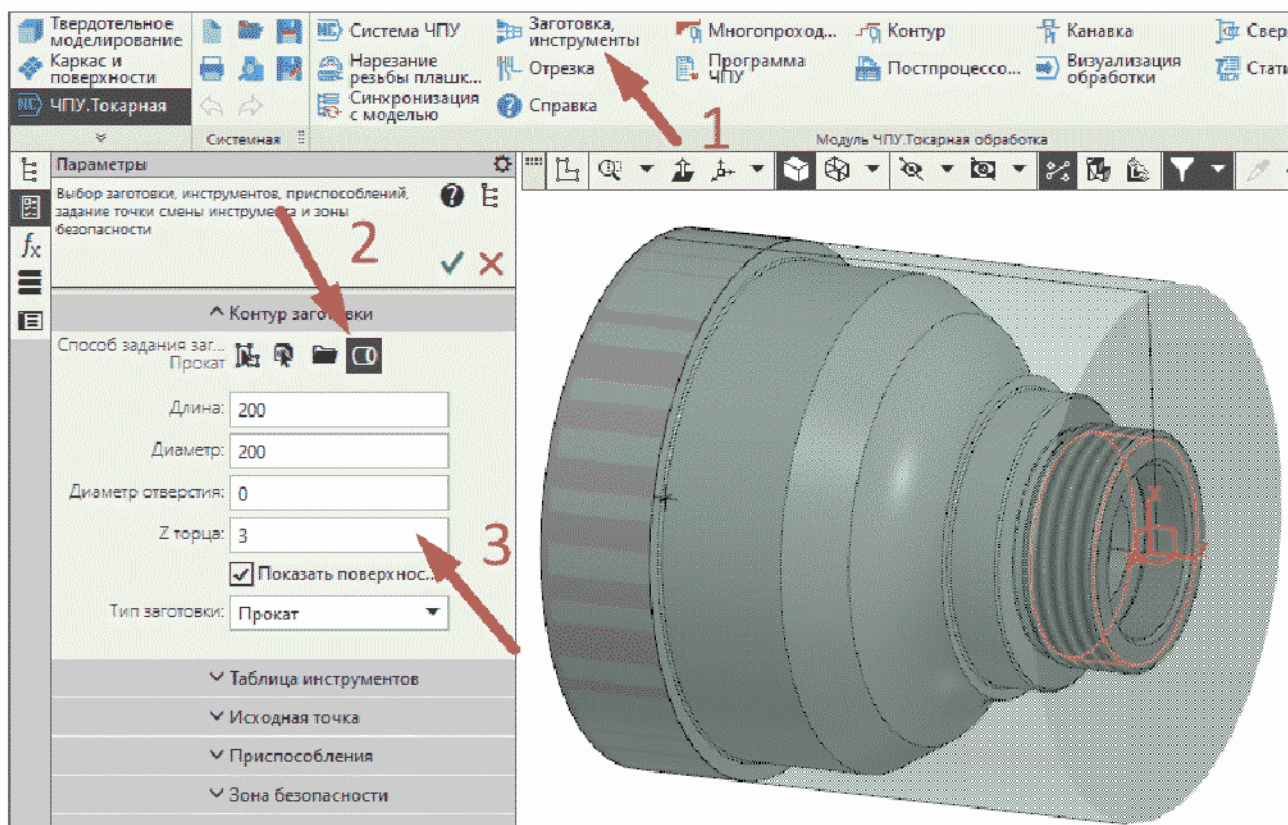 Твердотельное моделирование
Каркас и поверхности
ЧПУ.Токарная
Системная
Система ЧПУ
Нарезание резьбы плашк...
Синхронизация с моделью
Заготовка, инструменты
Отрезка
Справка
Многопроход...
Программа ЧПУ
Контур
Постпроцессо...
Канавка
Визуализация обработки
Свер
Стати
Модуль ЧПУ.Токарная обработка
1
Параметры
Выбор заготовки, инструментов, приспособлений,
задание точки смены инструмента и зоны
безопасности
2
Контур заготовки
Способ задания заг...
Прокат
Длина: 200
Диаметр: 200
Диаметр отверстия: 0
Z торца: 3
3
Показать поверхнос...
Тип заготовки: Прокат
Таблица инструментов
Исходная точка
Приспособления
Зона безопасности
X